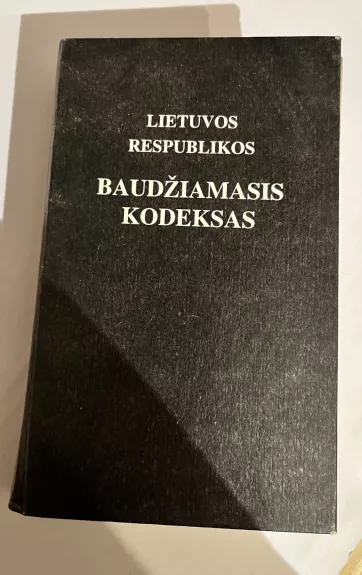 LIETUVOS
RESPUBLIKOS
BAUDŽIAMASIS
KODEKSAS